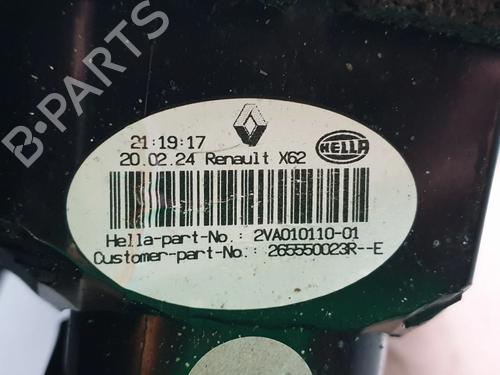 B-PARTS
21:19:17
20.02.24 Renault X62
HELLA
Hella-part-No.: 2VA010110-01
Customer-part-No.: 265550023R--E